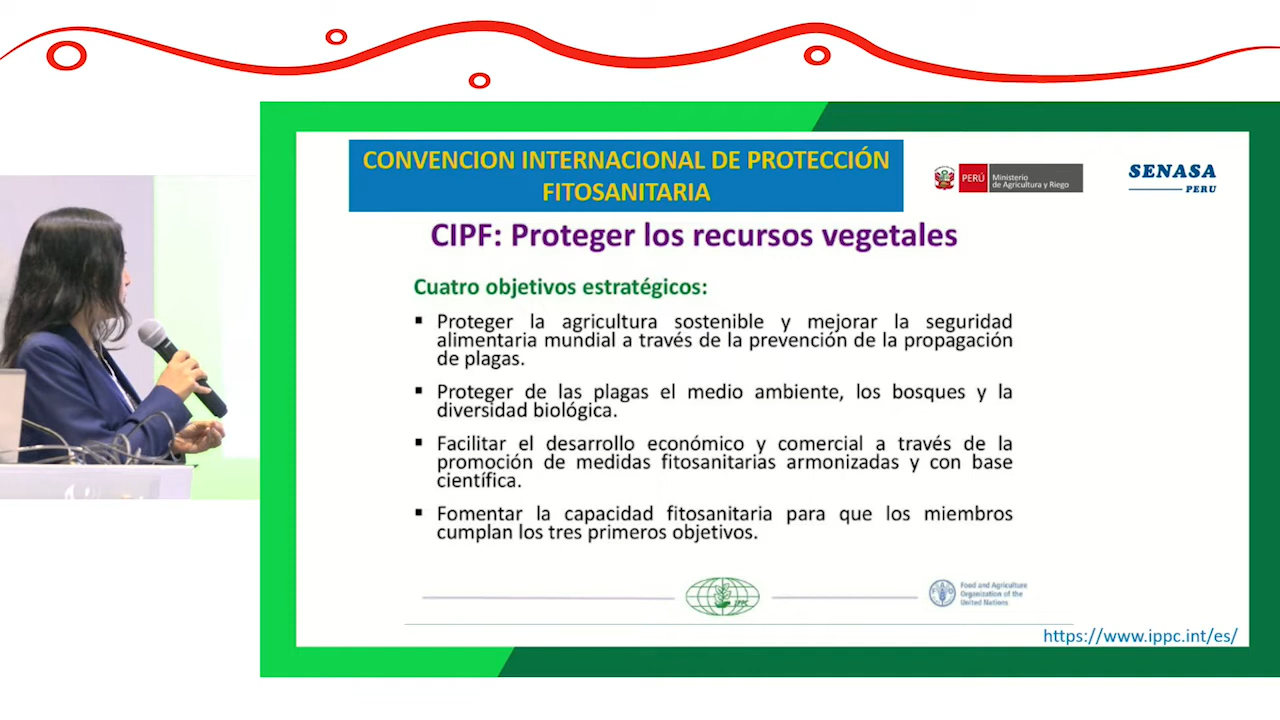 CONVENCION INTERNACIONAL DE PROTECCIÓN
FITOSANITARIA
PERÚ
Ministerio
de Agricultura y Riego
SENASA
PERU
CIPF: Proteger los recursos vegetales
Cuatro objetivos estratégicos:
▪ Proteger la agricultura sostenible y mejorar la seguridad
alimentaria mundial a través de la prevención de la propagación
de plagas.
▪ Proteger de las plagas el medio ambiente, los bosques y la
diversidad biológica.
▪ Facilitar el desarrollo económico y comercial a través de la
promoción de medidas fitosanitarias armonizadas y con base
científica.
▪ Fomentar la capacidad fitosanitaria para que los miembros
cumplan los tres primeros objetivos.
IPPC
FAO
Food and Agriculture
Organization of the
United Nations
https://www.ippc.int/es/